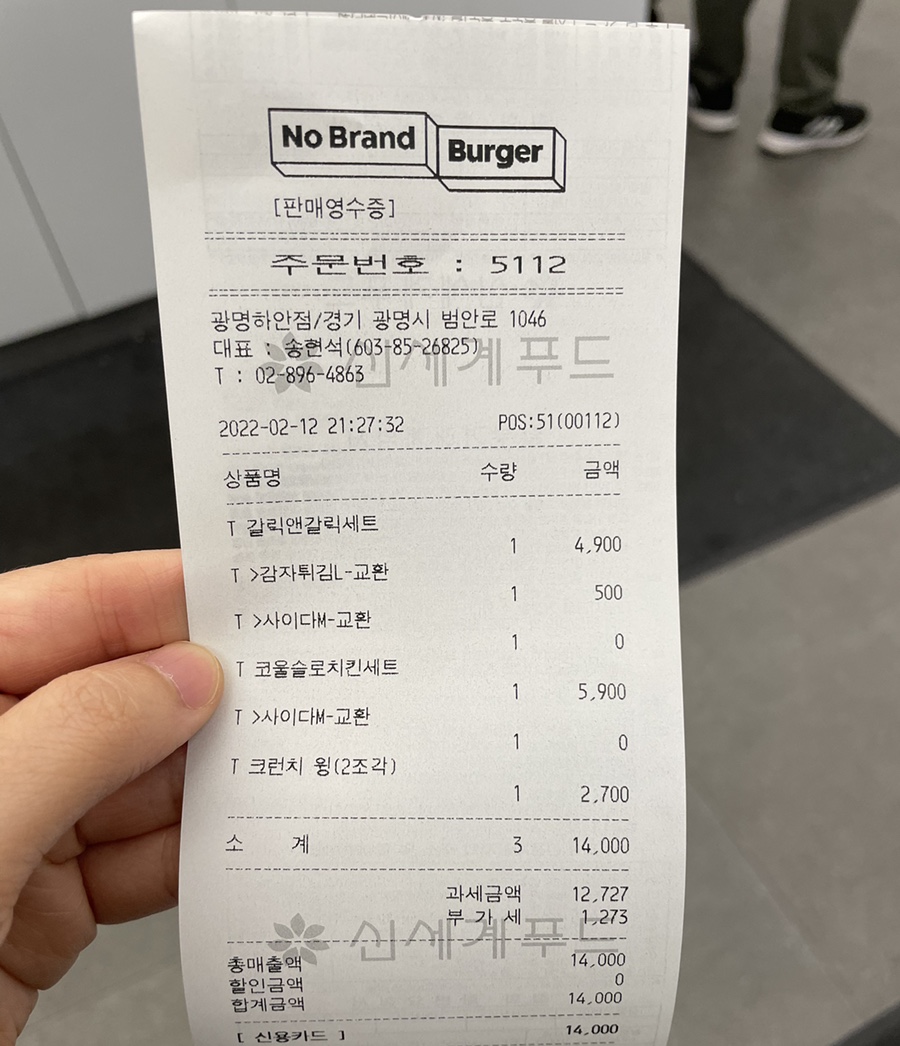 No Brand Burger
[판매영수증]
주문번호 : 5112
광명하안점/경기 광명시 범안로 1046
대표 : 송현석(603-85-26825)
신세계푸드
T : 02-896-4863
2022-02-12 21:27:32 POS:51(00112)
상품명 수량 금액
T 갈릭앤갈릭세트
1 4,900
T >감자튀김L-교환
1 500
T >사이다M-교환
1 0
T 코울슬로치킨세트
1 5,900
T >사이다M-교환
1 0
T 크런치 윙(2조각)
1 2,700
소 계 3 14,000
과세금액 12,727
부 가 세 1,273
신세계푸드
총매출액 14,000
할인금액 0
합계금액 14,000
[ 신용카드 ] 14,000